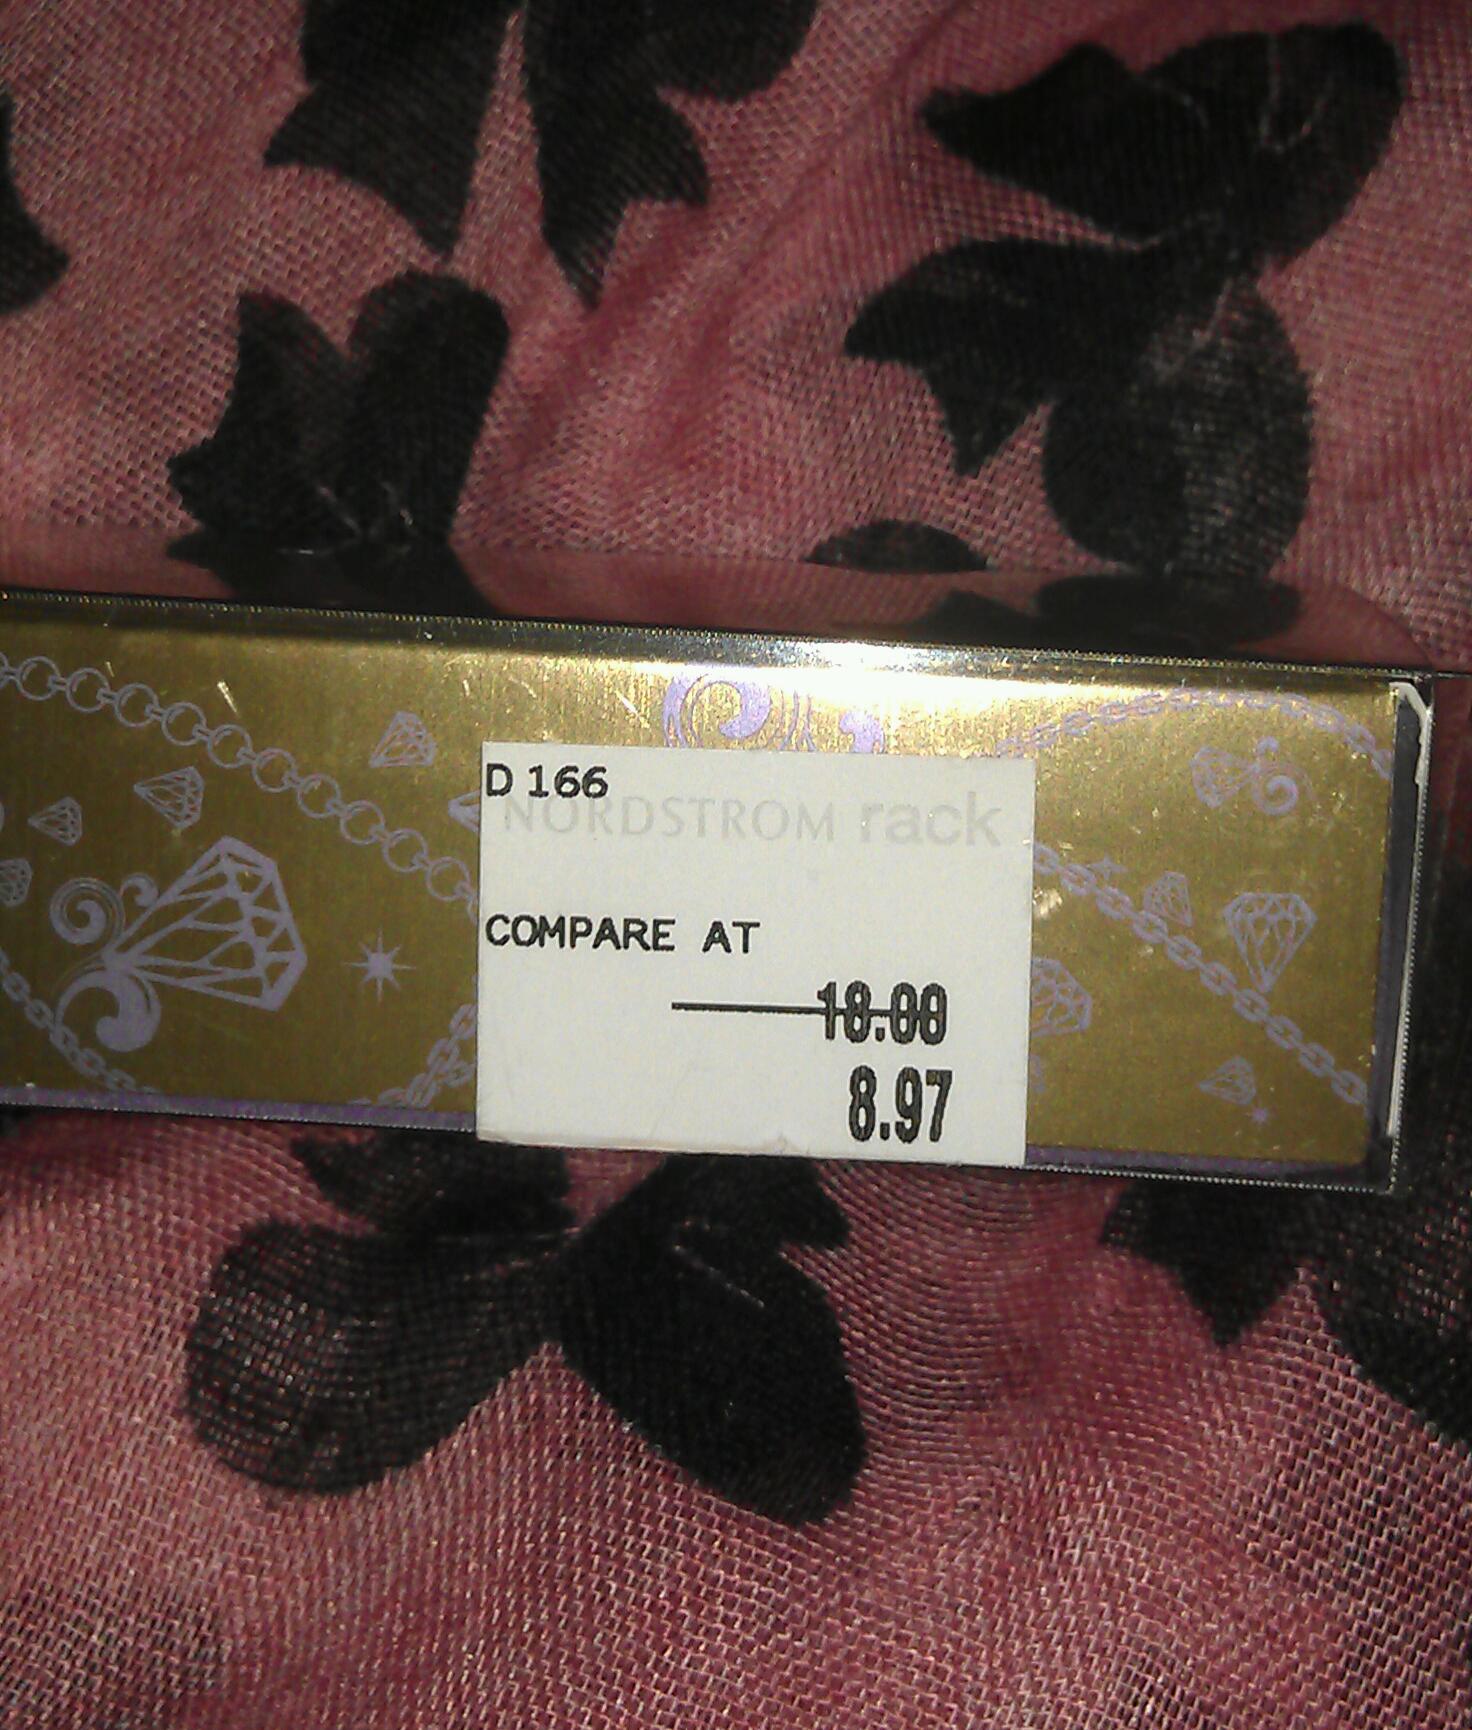 D 166
NORDSTROM rack
COMPARE AT
18.00
8.97